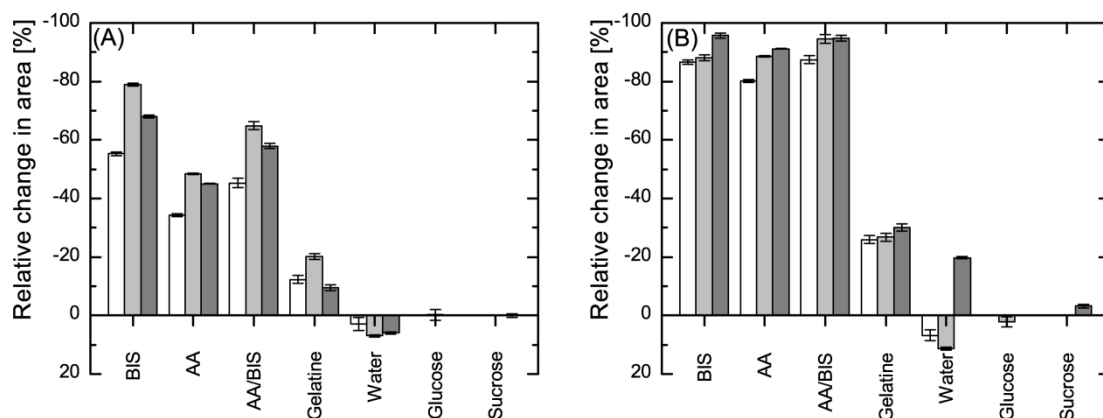 (A)
Relative change in area [%]
-100
-80
-60
-40
-20
0
20
BIS
AA
AA/BIS
Gelatine
Water
Glucose
Sucrose
(B)
Relative change in area [%]
-100
-80
-60
-40
-20
0
20
BIS
AA
AA/BIS
Gelatine
Water
Glucose
Sucrose